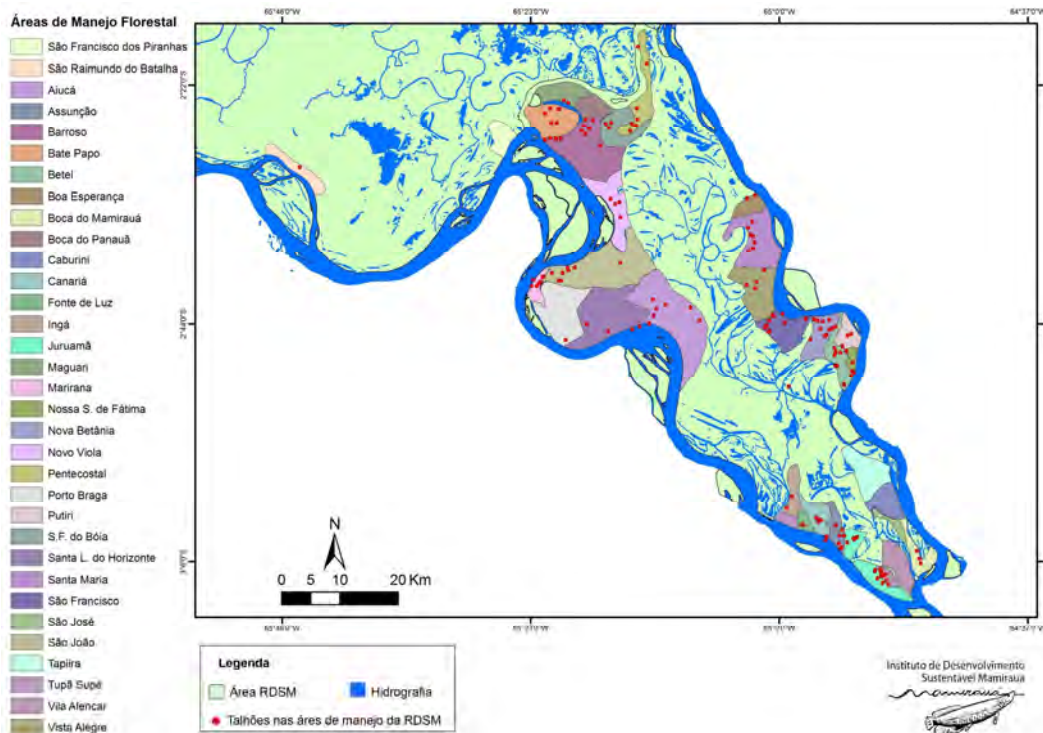 Áreas de Manejo Florestal
São Francisco dos Piranhas
São Raimundo do Batalha
Aiucá
Assunção
Barroso
Bate Papo
Betel
Boa Esperança
Boca do Mamirauá
Boca do Panauã
Caburini
Canariá
Fonte de Luz
Ingá
Juruamã
Maguari
Marirana
Nossa S. de Fátima
Nova Betânia
Novo Viola
Pentecostal
Porto Braga
Putiri
S.F. do Bóia
Santa L. do Horizonte
Santa Maria
São Francisco
São José
São João
Tapiira
Tupã Supé
Vila Alencar
Vista Alegre
N
0 5 10 20 Km
Legenda
Área RDSM
Hidrografia
Talhões nas áres de manejo da RDSM
Instituto de Desenvolvimento
Sustentável Mamirauá
mamirauá